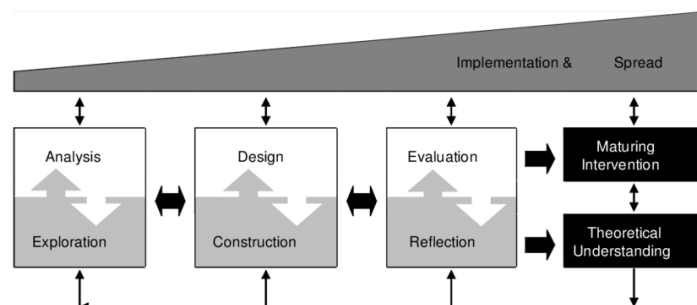 Implementation & Spread
Analysis
Exploration
Design
Construction
Evaluation
Reflection
Maturing
Intervention
Theoretical
Understanding